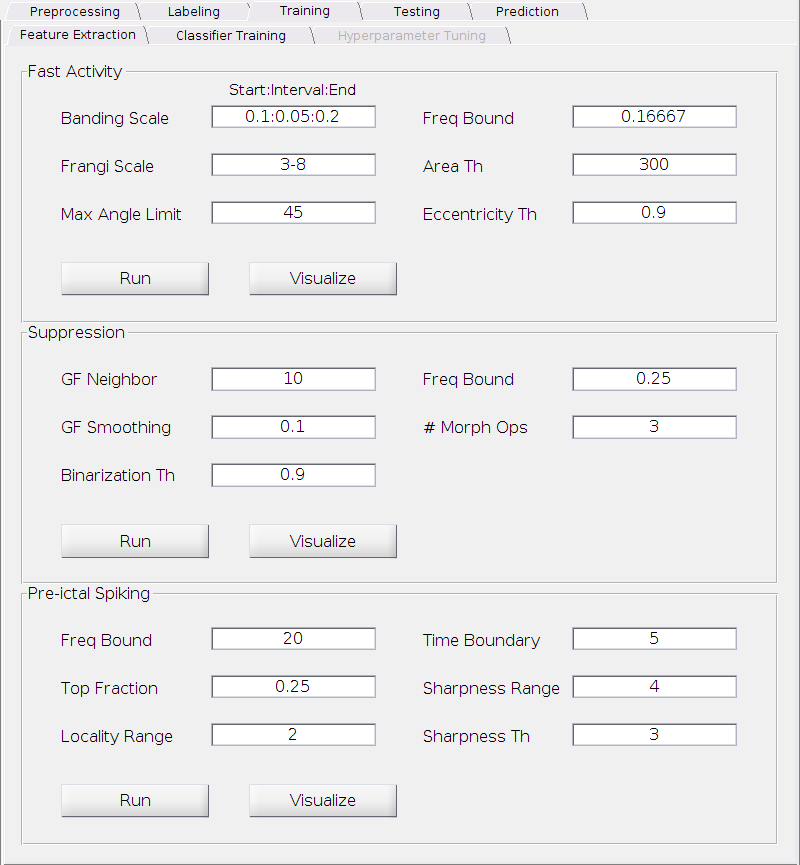 Preprocessing Labeling Training Testing Prediction
Feature Extraction Classifier Training Hyperparameter Tuning
Fast Activity
Start:Interval:End
Banding Scale 0.1:0.05:0.2 Freq Bound 0.16667
Frangi Scale 3-8 Area Th 300
Max Angle Limit 45 Eccentricity Th 0.9
Run Visualize
Suppression
GF Neighbor 10 Freq Bound 0.25
GF Smoothing 0.1 # Morph Ops 3
Binarization Th 0.9
Run Visualize
Pre-ictal Spiking
Freq Bound 20 Time Boundary 5
Top Fraction 0.25 Sharpness Range 4
Locality Range 2 Sharpness Th 3
Run Visualize